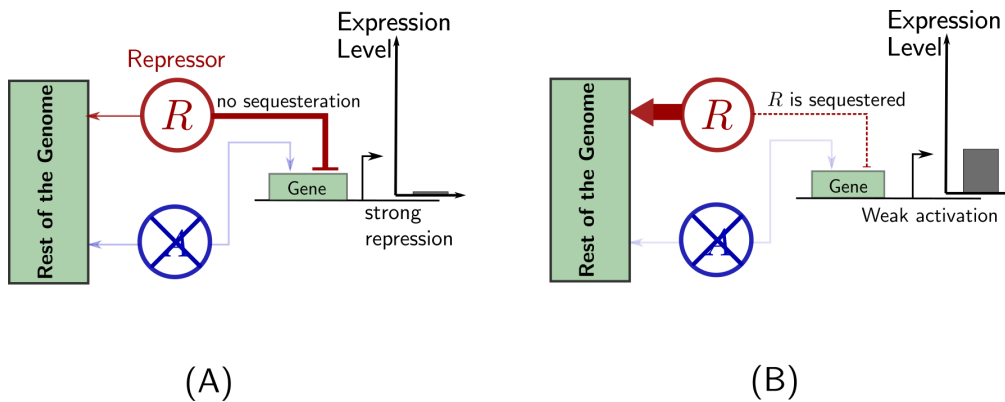 Expression
Level
Repressor
Rest of the Genome
R
no sequesteration
Gene
A
strong
repression
(A)
Expression
Level
Rest of the Genome
R
R is sequestered
Gene
A
Weak activation
(B)